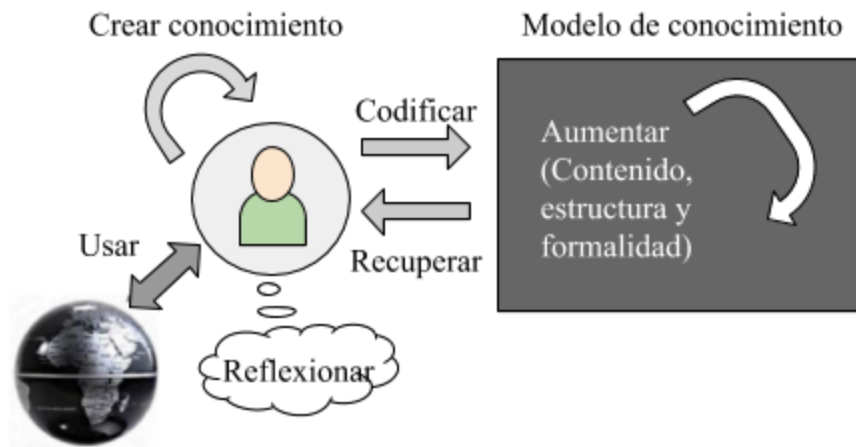 Crear conocimiento
Modelo de conocimiento
Codificar
Aumentar
(Contenido,
estructura y
formalidad)
Usar
Recuperar
Reflexionar